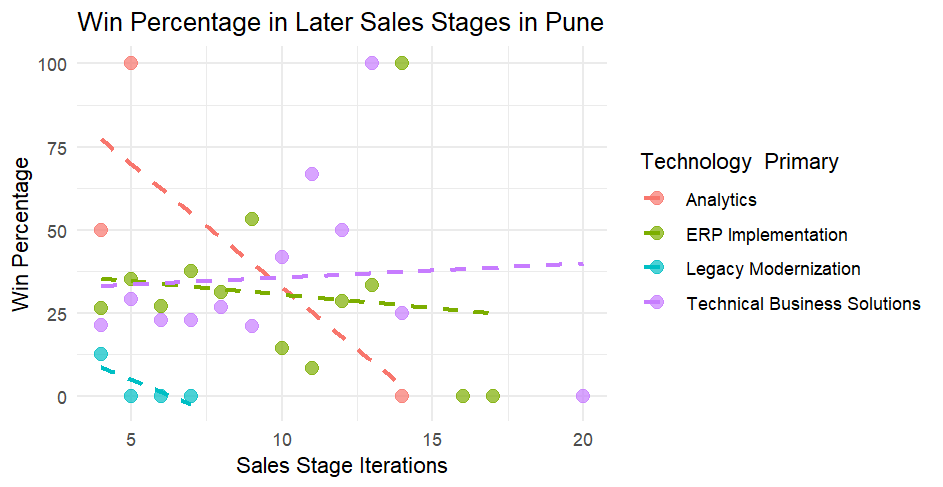 Win Percentage in Later Sales Stages in Pune
Win Percentage
100
75
50
25
0
5
10
15
20
Sales Stage Iterations
Technology  Primary
Analytics
ERP Implementation
Legacy Modernization
Technical Business Solutions